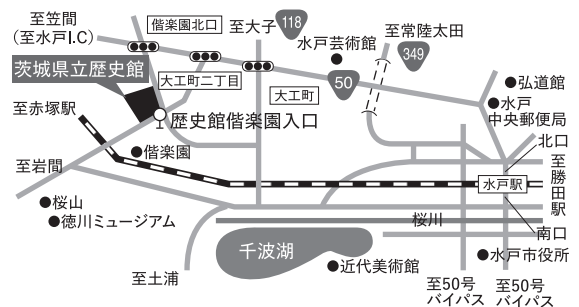 至笠間
(至水戸I.C)
偕楽園北口
至大子
118
水戸芸術館
至常陸太田
349
茨城県立歴史館
大工町二丁目
大工町
50
弘道館
水戸
中央郵便局
至赤塚駅
歴史館偕楽園入口
北口
偕楽園
至岩間
水戸駅
至勝田駅
桜山
徳川ミュージアム
桜川
南口
千波湖
水戸市役所
至土浦
近代美術館
至50号
バイパス
至50号
バイパス